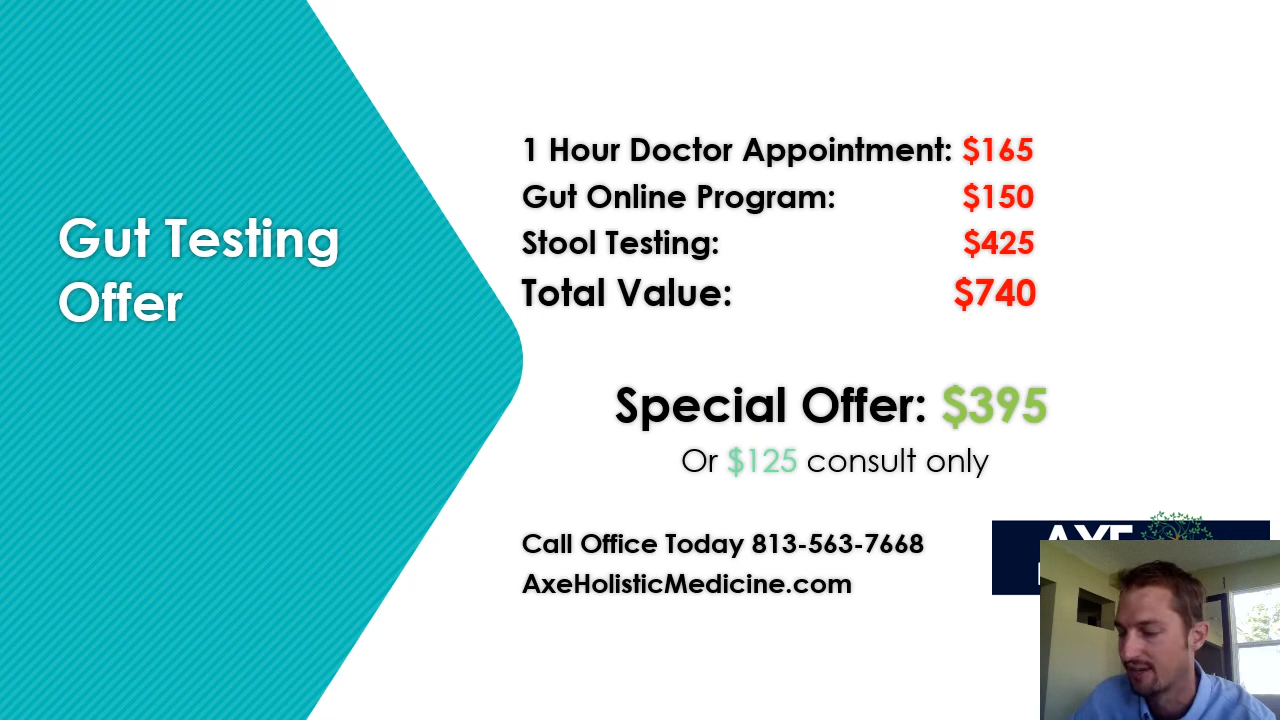 Gut Testing
Offer
1 Hour Doctor Appointment: $165
Gut Online Program: $150
Stool Testing: $425
Total Value: $740
Special Offer: $395
Or $125 consult only
Call Office Today 813-563-7668
AxeHolisticMedicine.com
AXE